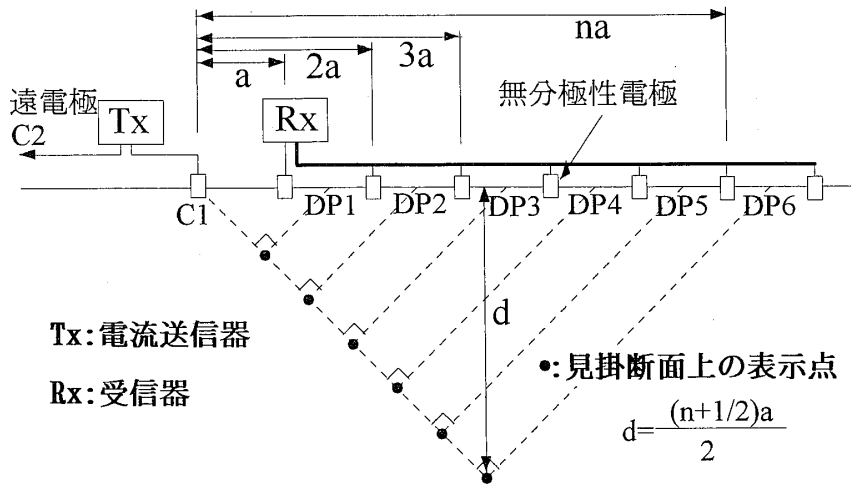 na
3a
2a
a
遠電極
C2
Tx
Rx
無分極性電極
C1
DP1
DP2
DP3
DP4
DP5
DP6
d
Tx:電流送信器
Rx:受信器
●:見掛断面上の表示点
d=(n+1/2)a/2